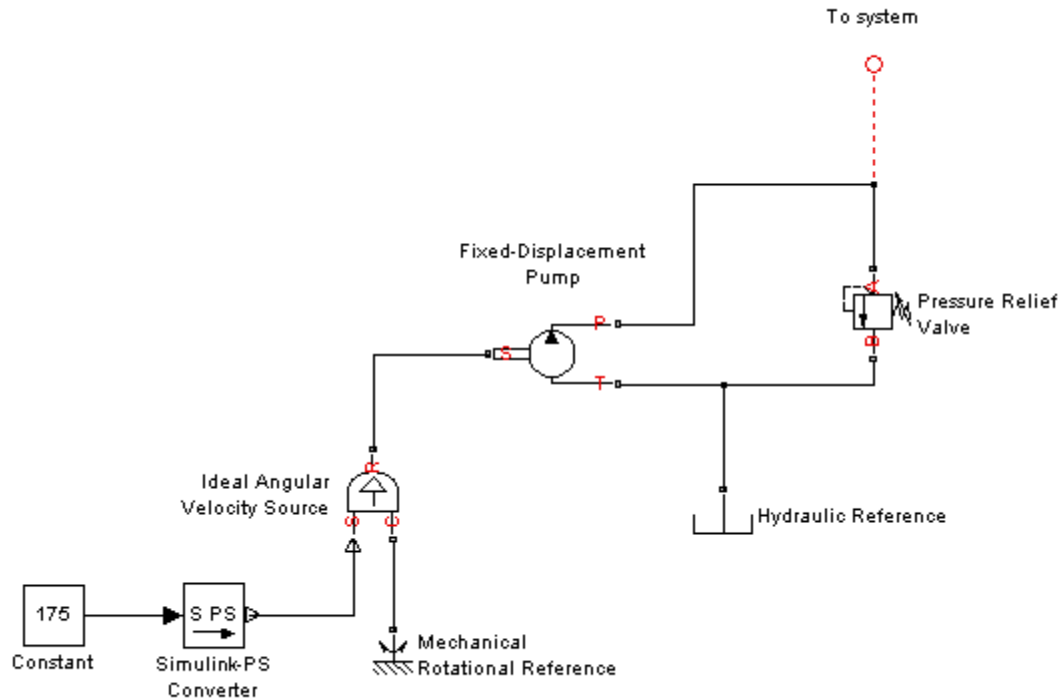 To system
Fixed-Displacement
Pump
A
Pressure Relief
Valve
P
S
B
T
R
Ideal Angular
Velocity Source
S
C
Hydraulic Reference
175
S PS
Mechanical
Rotational Reference
Constant
Simulink-PS
Converter